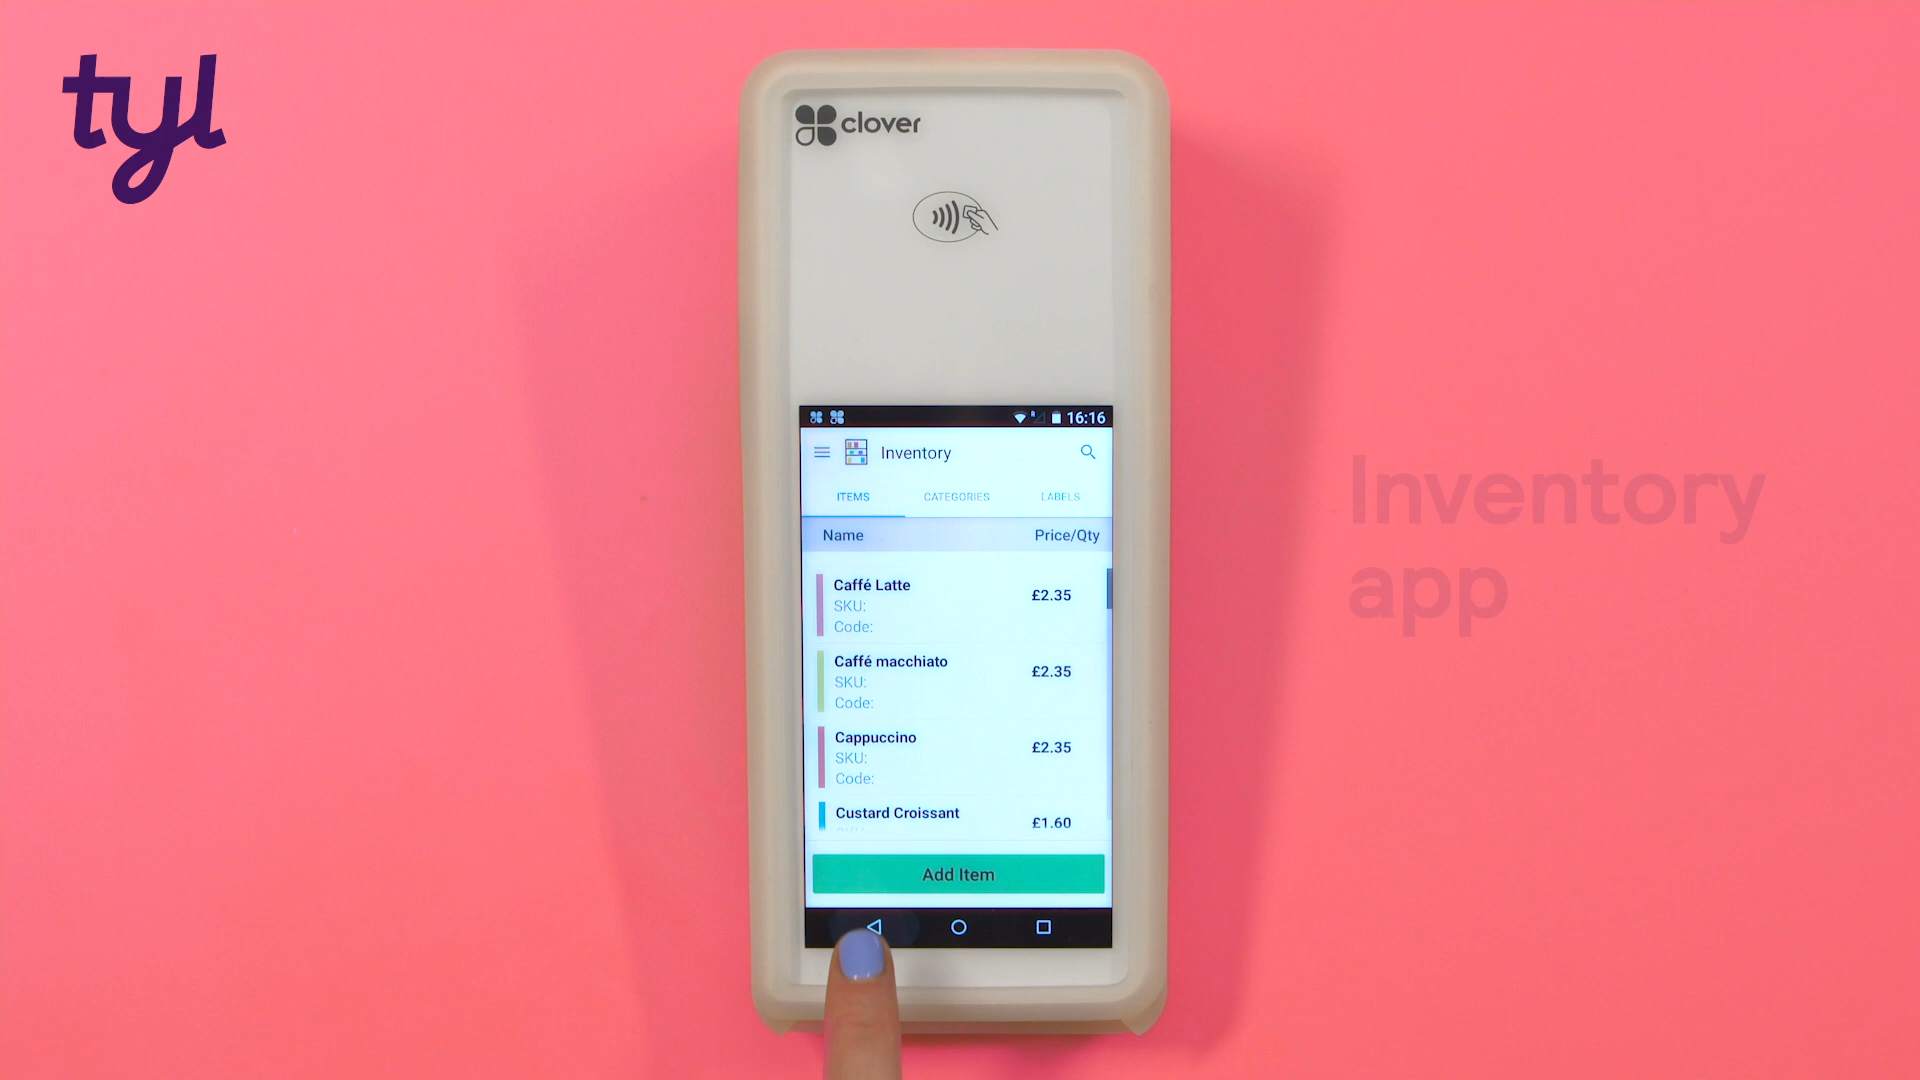 tyl
clover
16:16
Inventory
ITEMS CATEGORIES LABELS
Name Price/Qty
Caffé Latte £2.35
SKU:
Code:
Caffé macchiato £2.35
SKU:
Code:
Cappuccino £2.35
SKU:
Code:
Custard Croissant £1.60
Add Item
Inventory
app